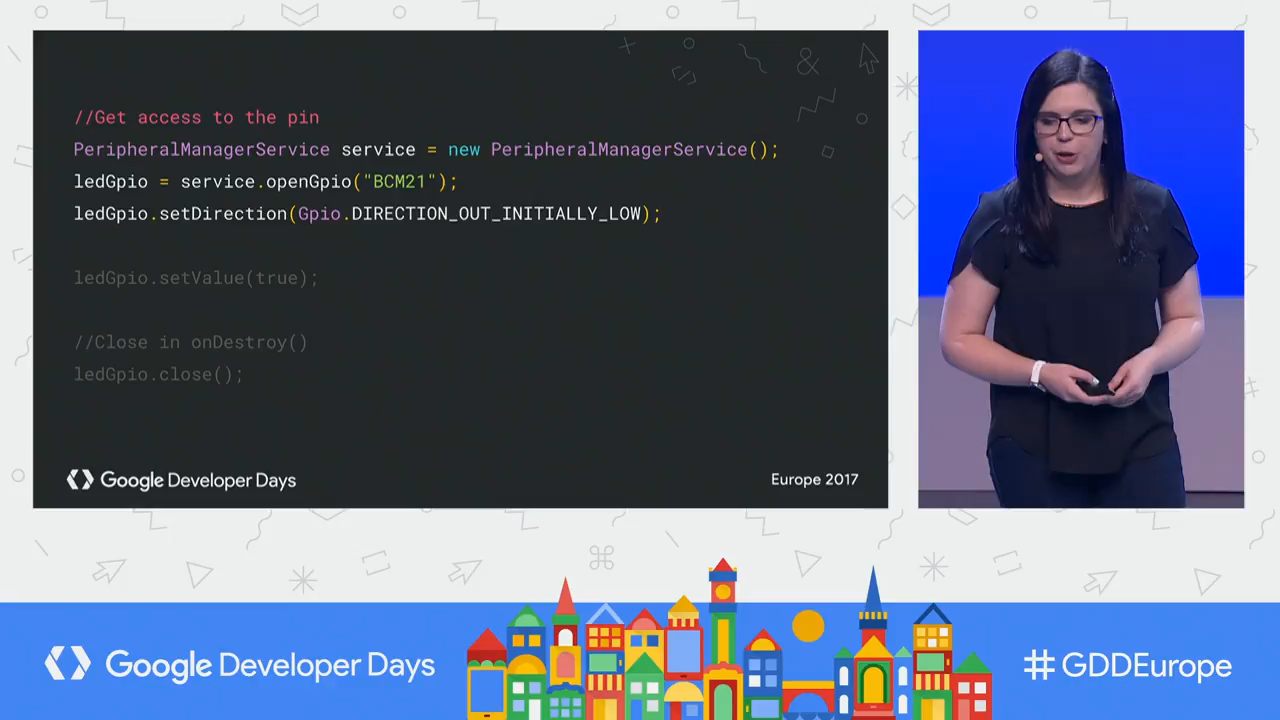 //Get access to the pin
PeripheralManagerService service = new PeripheralManagerService();
ledGpio = service.openGpio("BCM21");
ledGpio.setDirection(Gpio.DIRECTION_OUT_INITIALLY_LOW);
ledGpio.setValue(true);
//Close in onDestroy()
ledGpio.close();
Google Developer Days
Europe 2017
Google Developer Days
#GDDEurope